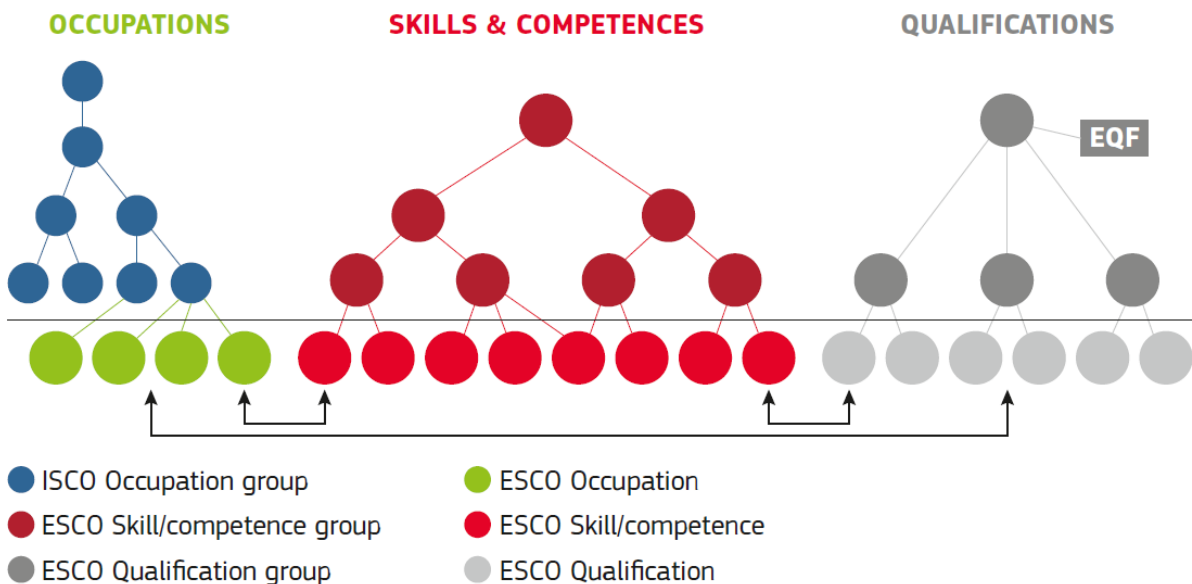 OCCUPATIONS
SKILLS & COMPETENCES
QUALIFICATIONS
EQF
ISCO Occupation group
ESCO Occupation
ESCO Skill/competence group
ESCO Skill/competence
ESCO Qualification group
ESCO Qualification